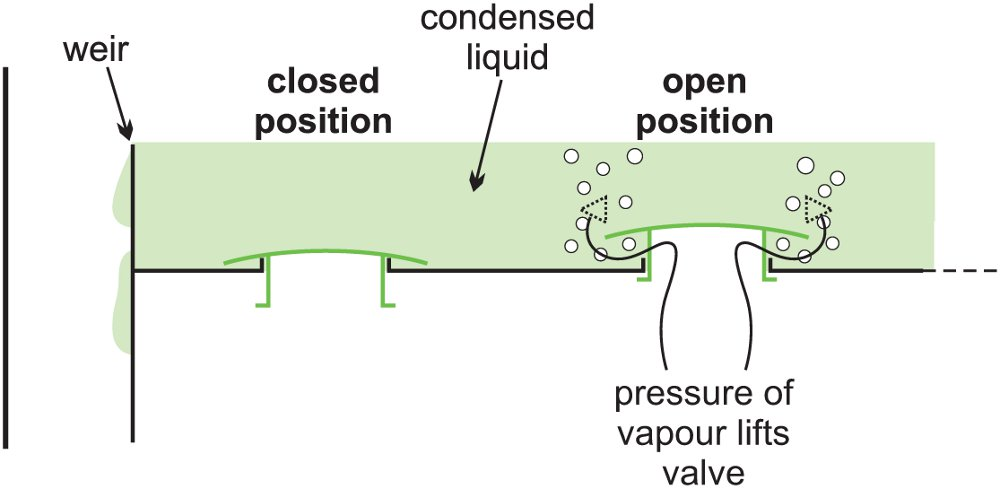 weir
condensed
liquid
closed
position
open
position
pressure of
vapour lifts
valve